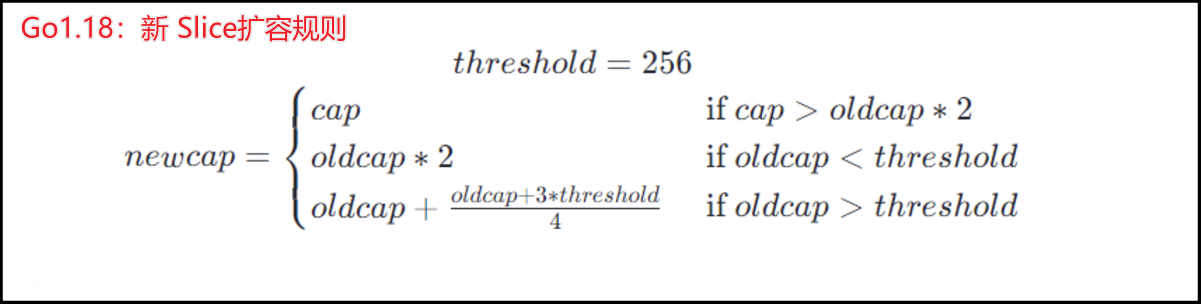 Go1.18：新 Slice扩容规则
threshold = 256
newcap = { cap if cap > oldcap * 2
oldcap * 2 if oldcap < threshold
oldcap + \frac{oldcap+3*threshold}{4} if oldcap > threshold